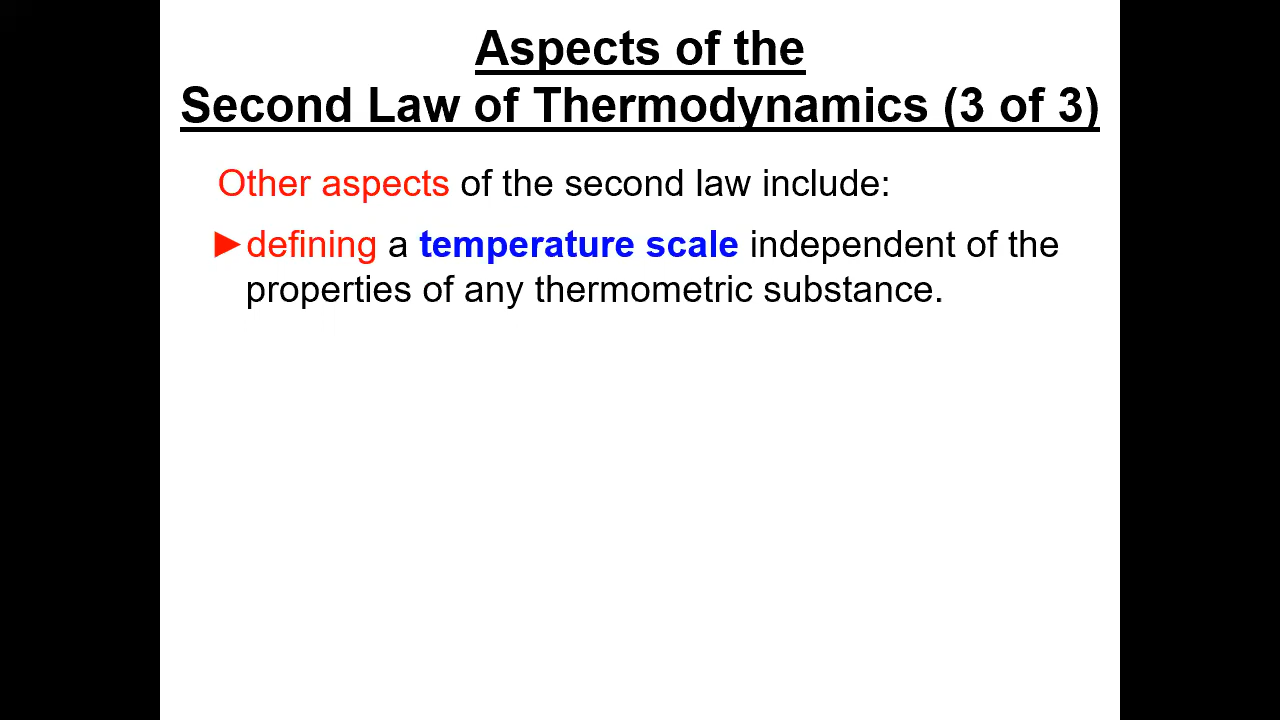 Aspects of the
Second Law of Thermodynamics (3 of 3)
Other aspects of the second law include:
►defining a temperature scale independent of the
properties of any thermometric substance.